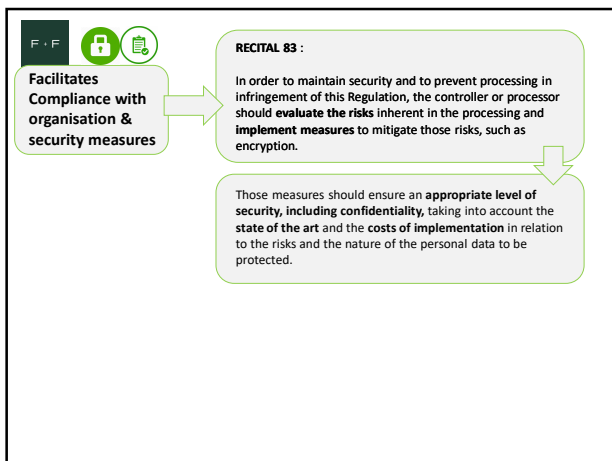 F + F
Facilitates
Compliance with
organisation &
security measures
RECITAL 83 :
In order to maintain security and to prevent processing in
infringement of this Regulation, the controller or processor
should evaluate the risks inherent in the processing and
implement measures to mitigate those risks, such as
encryption.
Those measures should ensure an appropriate level of
security, including confidentiality, taking into account the
state of the art and the costs of implementation in relation
to the risks and the nature of the personal data to be
protected.